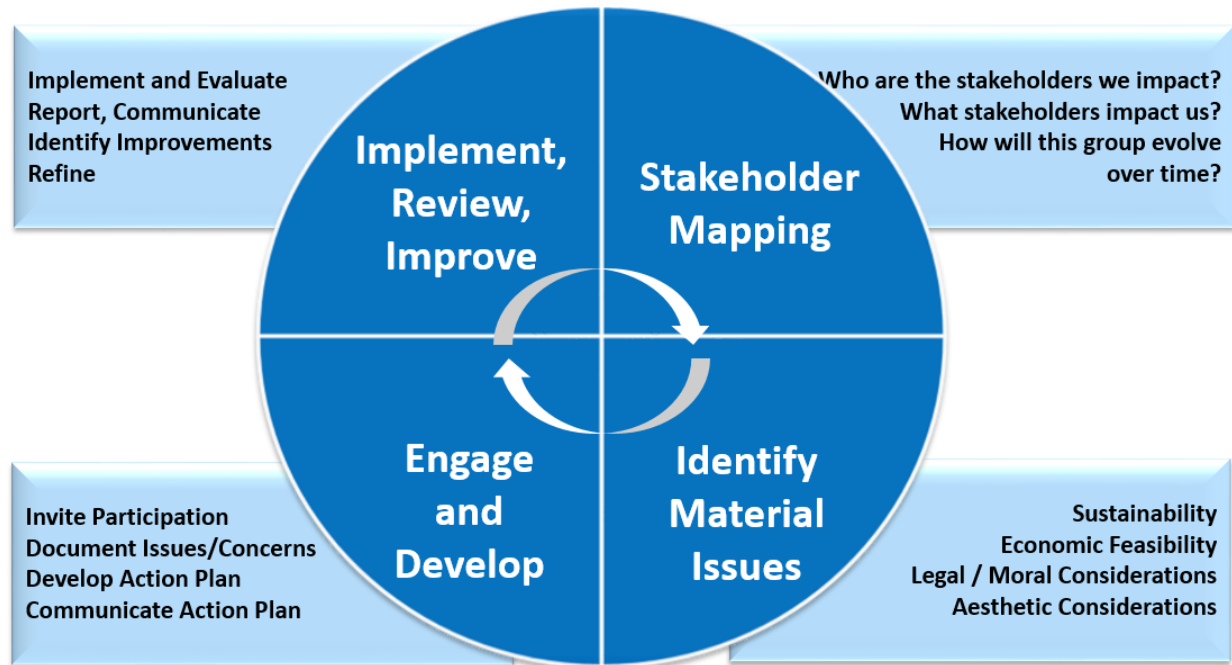 Implement and Evaluate
Report, Communicate
Identify Improvements
Refine
Implement,
Review,
Improve
Stakeholder
Mapping
Who are the stakeholders we impact?
What stakeholders impact us?
How will this group evolve
over time?
Invite Participation
Document Issues/Concerns
Develop Action Plan
Communicate Action Plan
Engage
and
Develop
Identify
Material
Issues
Sustainability
Economic Feasibility
Legal / Moral Considerations
Aesthetic Considerations